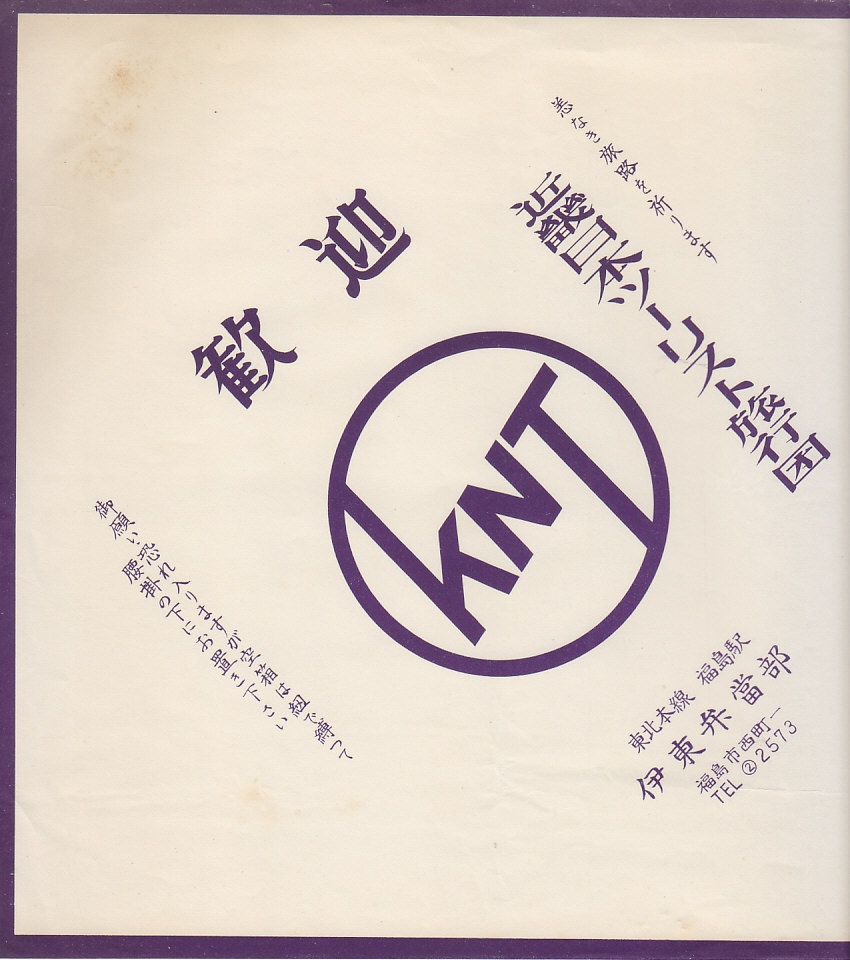 恙なき旅路を祈ります
近畿日本ツーリスト旅行団
歓迎
KNT
御願い 恐れ入りますが空箱は紐で縛って
腰掛の下にお置き下さい
東北本線 福島駅
伊東弁當部
福島市西町一
TEL ②2573